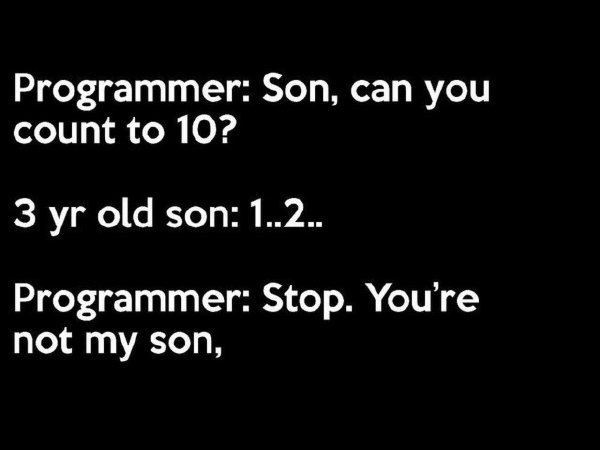 Programmer: Son, can you
count to 10?
3 yr old son: 1..2..
Programmer: Stop. You're
not my son,